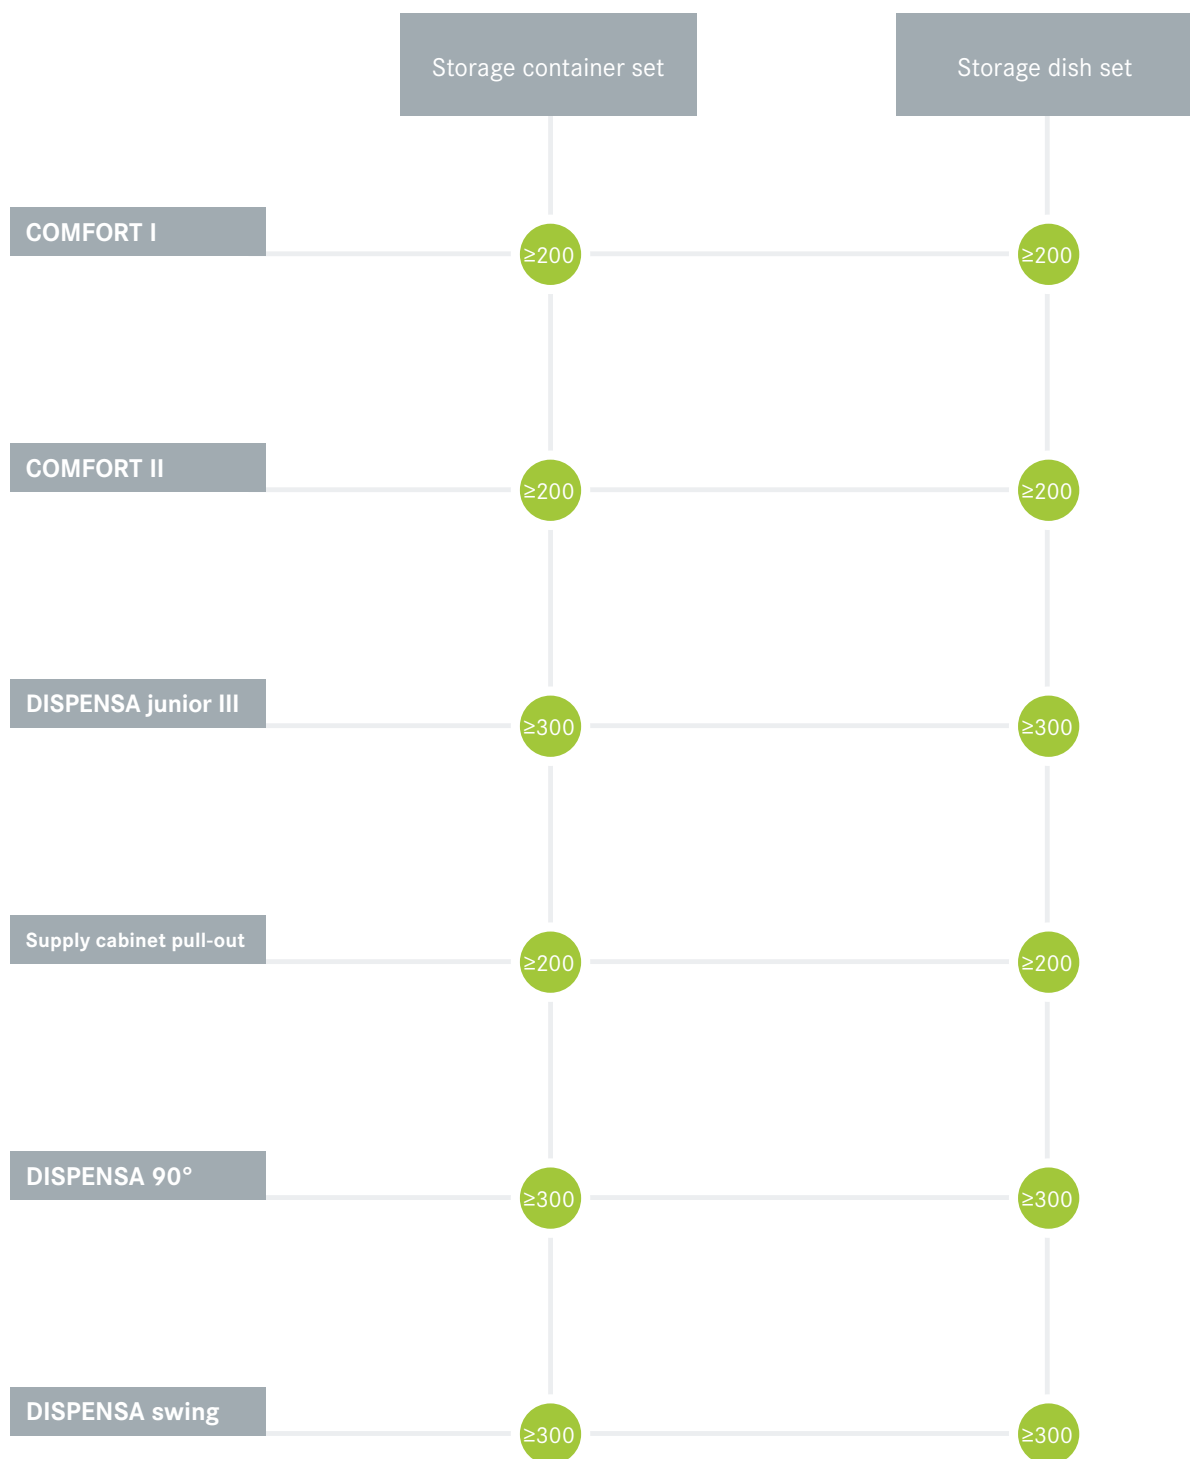 Storage container set
Storage dish set
COMFORT I
≥200
≥200
COMFORT II
≥200
≥200
DISPENSA junior III
≥300
≥300
Supply cabinet pull-out
≥200
≥200
DISPENSA 90°
≥300
≥300
DISPENSA swing
≥300
≥300